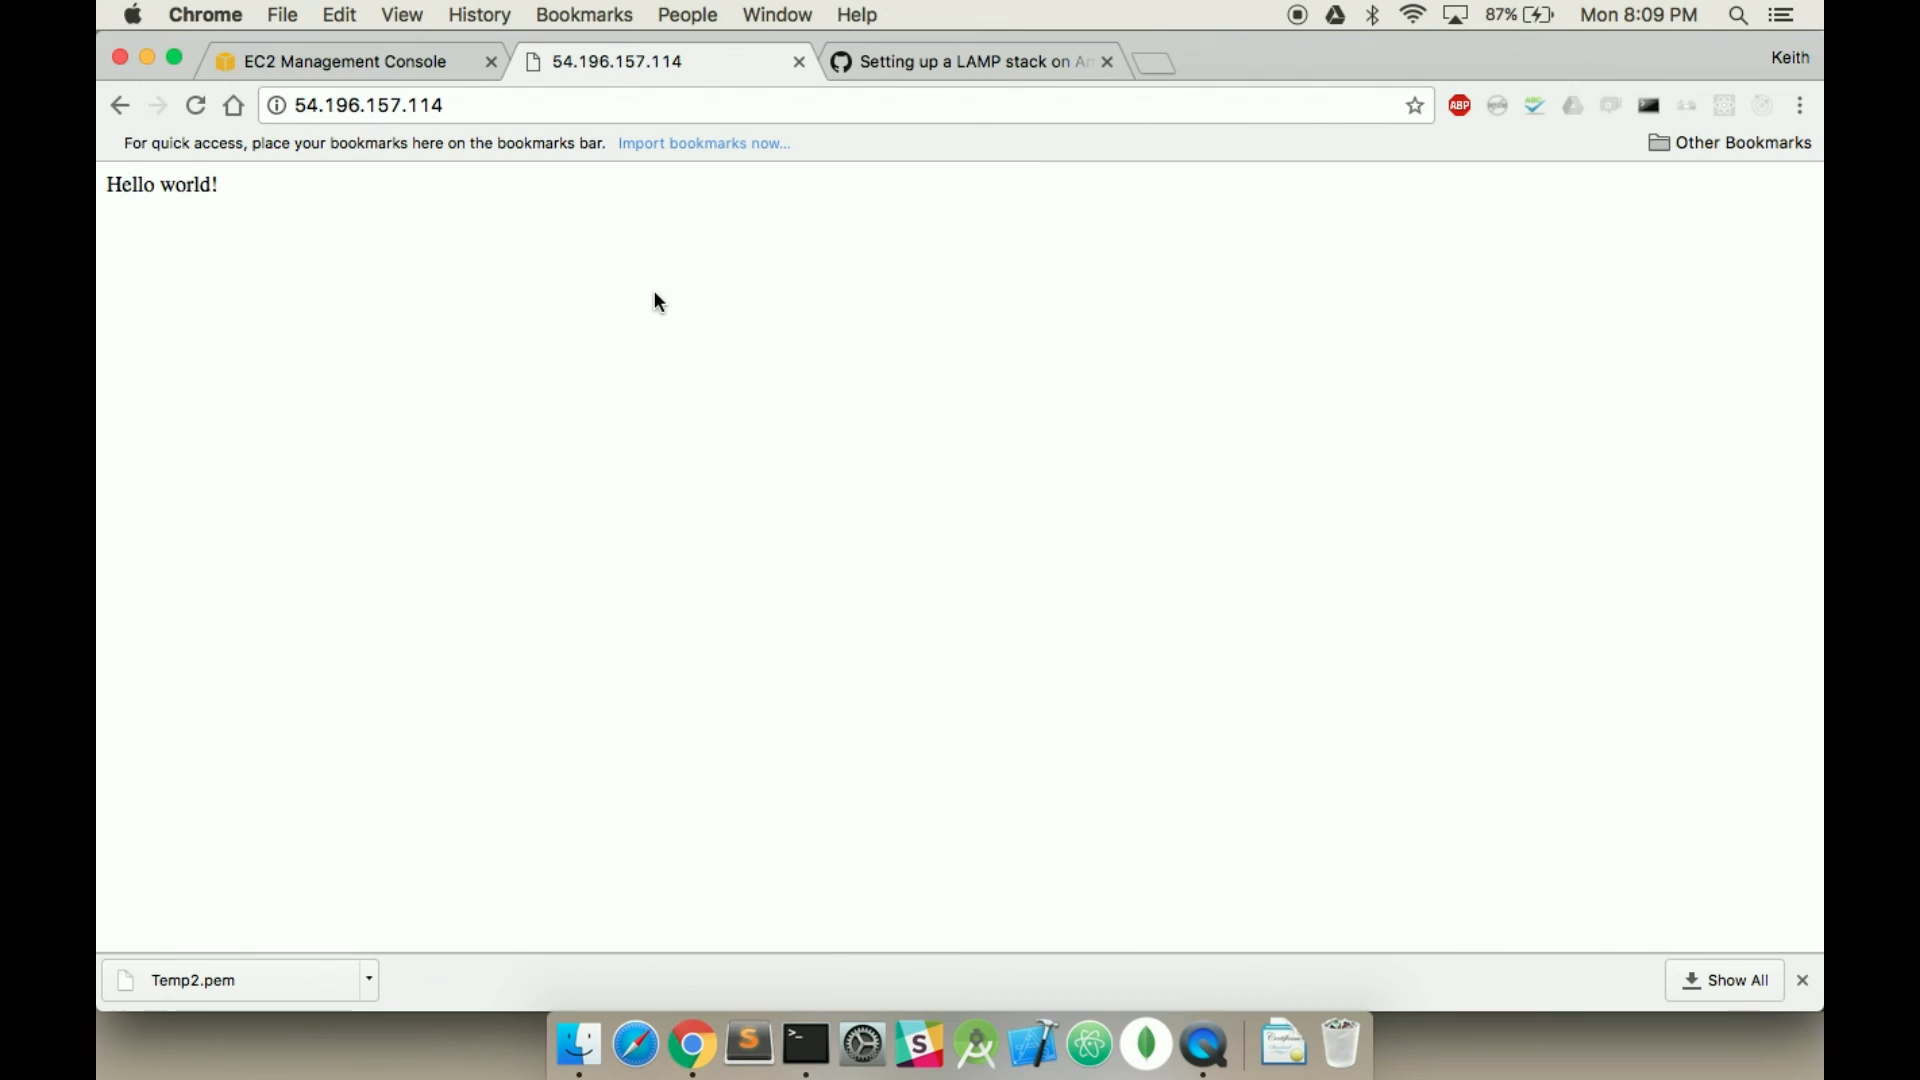 Chrome File Edit View History Bookmarks People Window Help 87% Mon 8:09 PM
EC2 Management Console 54.196.157.114 Setting up a LAMP stack on Am Keith
54.196.157.114 ABP
For quick access, place your bookmarks here on the bookmarks bar. Import bookmarks now... Other Bookmarks
Hello world!
Temp2.pem Show All